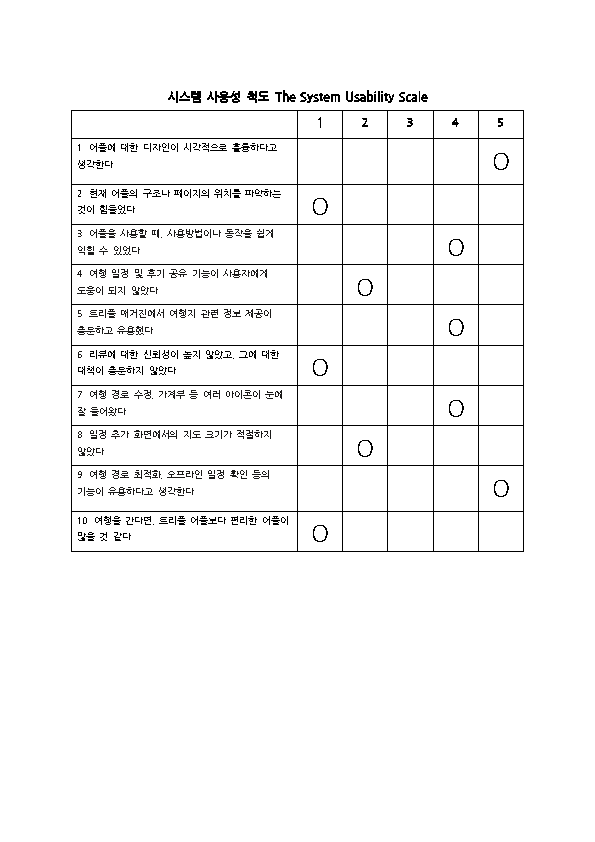 시스템 사용성 척도 The System Usability Scale
1 2 3 4 5
1 어플에 대한 디자인이 시각적으로 훌륭하다고
생각한다
O
2 현재 어플의 구조나 페이지의 위치를 파악하는
것이 힘들었다
O
3 어플을 사용할 때, 사용방법이나 동작을 쉽게
익힐 수 있었다
O
4 여행 일정 및 후기 공유 기능이 사용자에게
도움이 되지 않았다
O
5 트리플 매거진에서 여행지 관련 정보 제공이
충분하고 유용했다
O
6 리뷰에 대한 신뢰성이 높지 않았고, 그에 대한
대책이 충분하지 않았다
O
7 여행 경로 수정, 가계부 등 여러 아이콘이 눈에
잘 들어왔다
O
8 일정 추가 화면에서의 지도 크기가 적절하지
않았다
O
9 여행 경로 최적화, 오프라인 일정 확인 등의
기능이 유용하다고 생각한다
O
10 여행을 간다면, 트리플 어플보다 편리한 어플이
많을 것 같다
O